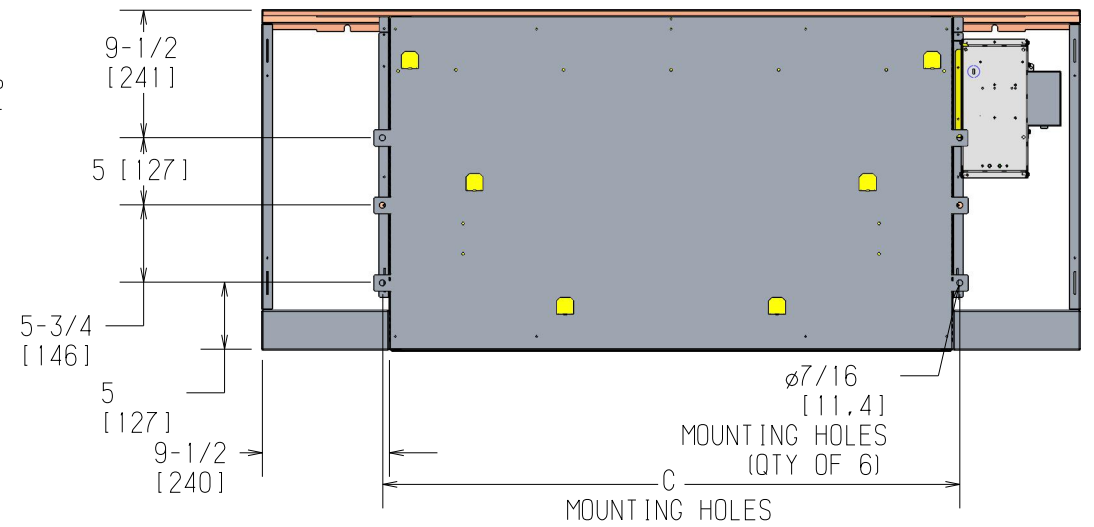 9-1/2
[241]
5 [127]
5-3/4
[146]
5
[127]
9-1/2
[240]
ø7/16
[11,4]
MOUNTING HOLES
(QTY OF 6)
C
MOUNTING HOLES